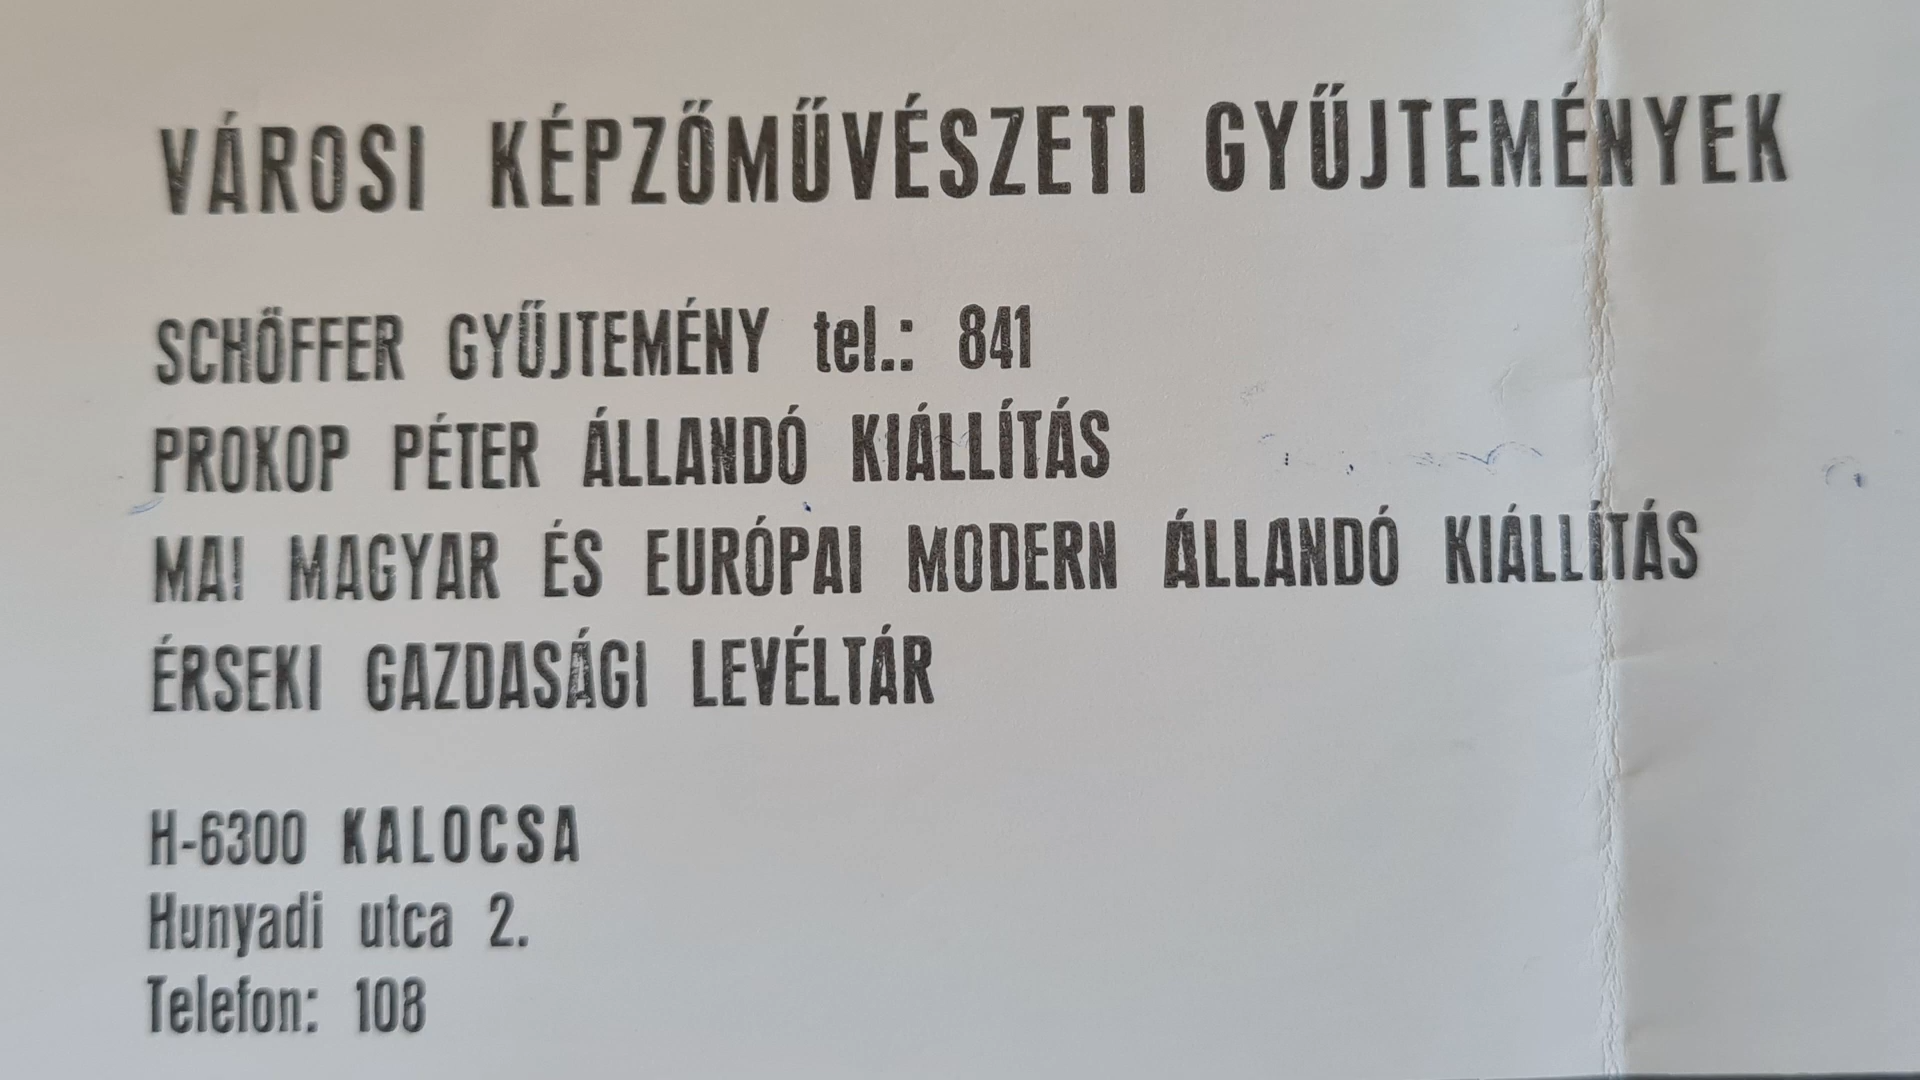 VÁROSI KÉPZŐMŰVÉSZETI GYŰJTEMÉNYEK
SCHŐFFER GYŰJTEMÉNY tel.: 841
PROKOP PÉTER ÁLLANDÓ KIÁLLÍTÁS
MAI MAGYAR ÉS EURÓPAI MODERN ÁLLANDÓ KIÁLLÍTÁS
ÉRSEKI GAZDASÁGI LEVÉLTÁR
H-6300 KALOCSA
Hunyadi utca 2.
Telefon: 108